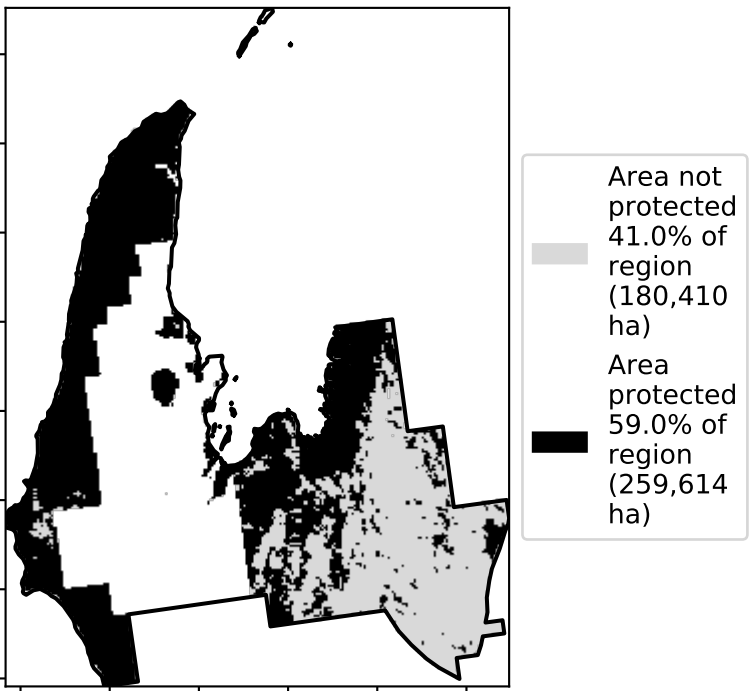 Area not
protected
41.0% of
region
(180,410
ha)
Area
protected
59.0% of
region
(259,614
ha)